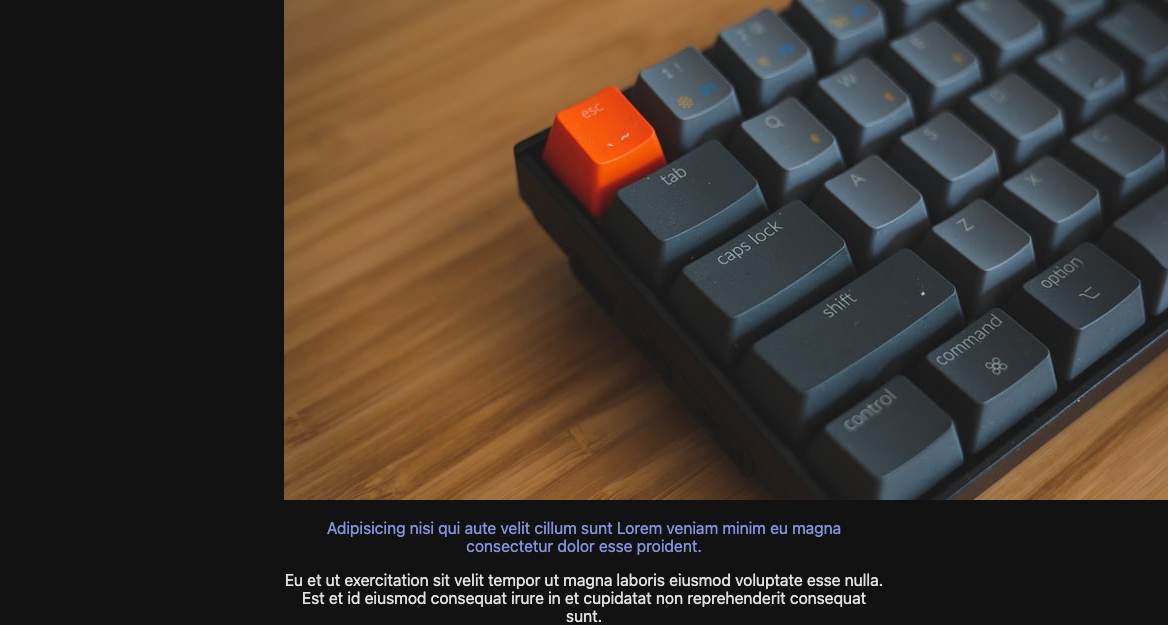 esc
tab
Q
W
caps lock
A
S
shift
Z
X
control
command
option
Adipisicing nisi qui aute velit cillum sunt Lorem veniam minim eu magna
consectetur dolor esse proident.
Eu et ut exercitation sit velit tempor ut magna laboris eiusmod voluptate esse nulla.
Est et id eiusmod consequat irure in et cupidatat non reprehenderit consequat
sunt.